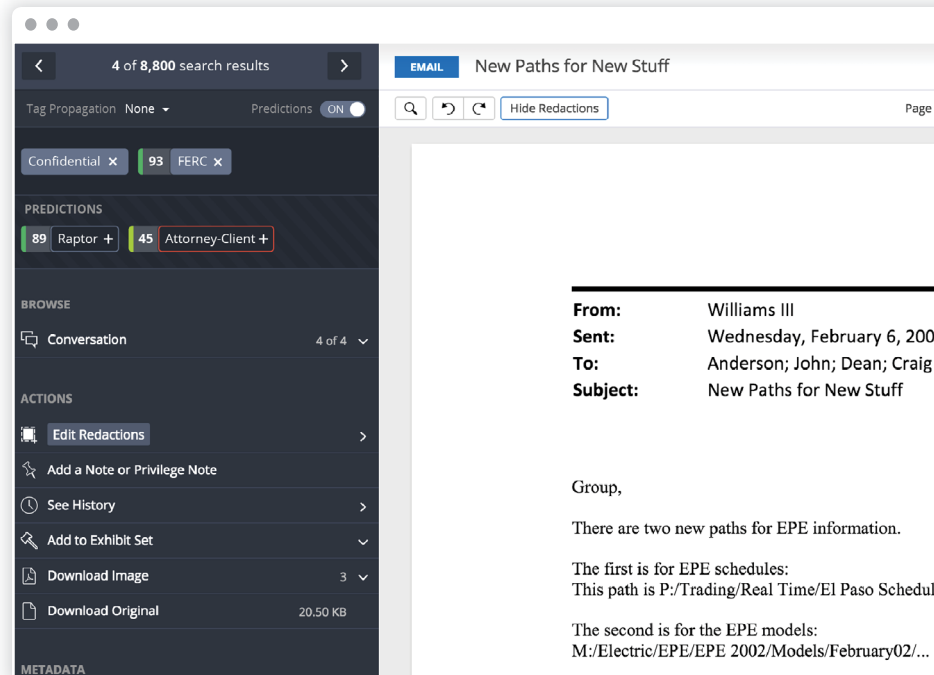 4 of 8,800 search results
Tag Propagation None
Predictions ON
Confidential ×
93 FERC ×
PREDICTIONS
89 Raptor +
45 Attorney-Client +
BROWSE
Conversation 4 of 4
ACTIONS
Edit Redactions
Add a Note or Privilege Note
See History
Add to Exhibit Set
Download Image 3
Download Original 20.50 KB
METADATA
EMAIL New Paths for New Stuff
Hide Redactions
Page
From: Williams III
Sent: Wednesday, February 6, 200
To: Anderson; John; Dean; Craig
Subject: New Paths for New Stuff
Group,
There are two new paths for EPE information.
The first is for EPE schedules:
This path is P:/Trading/Real Time/El Paso Schedul
The second is for the EPE models:
M:/Electric/EPE/EPE 2002/Models/February02/...